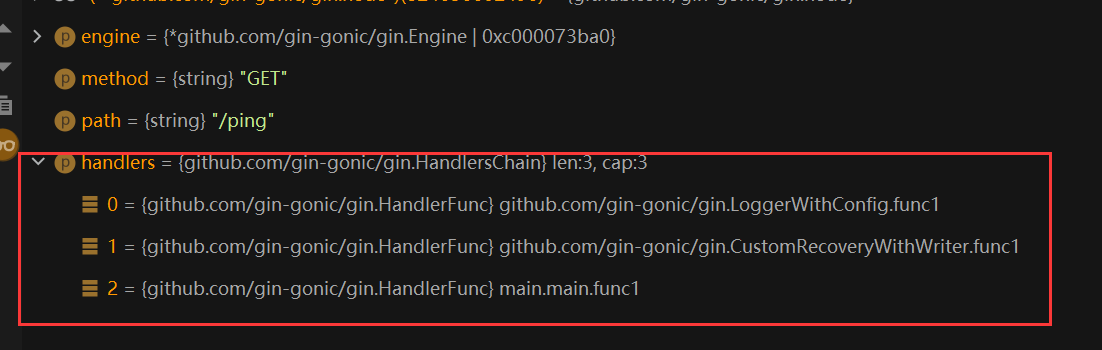 engine = {*github.com/gin-gonic/gin.Engine | 0xc000073ba0}
method = {string} "GET"
path = {string} "/ping"
handlers = {github.com/gin-gonic/gin.HandlersChain} len:3, cap:3
0 = {github.com/gin-gonic/gin.HandlerFunc} github.com/gin-gonic/gin.LoggerWithConfig.func1
1 = {github.com/gin-gonic/gin.HandlerFunc} github.com/gin-gonic/gin.CustomRecoveryWithWriter.func1
2 = {github.com/gin-gonic/gin.HandlerFunc} main.main.func1